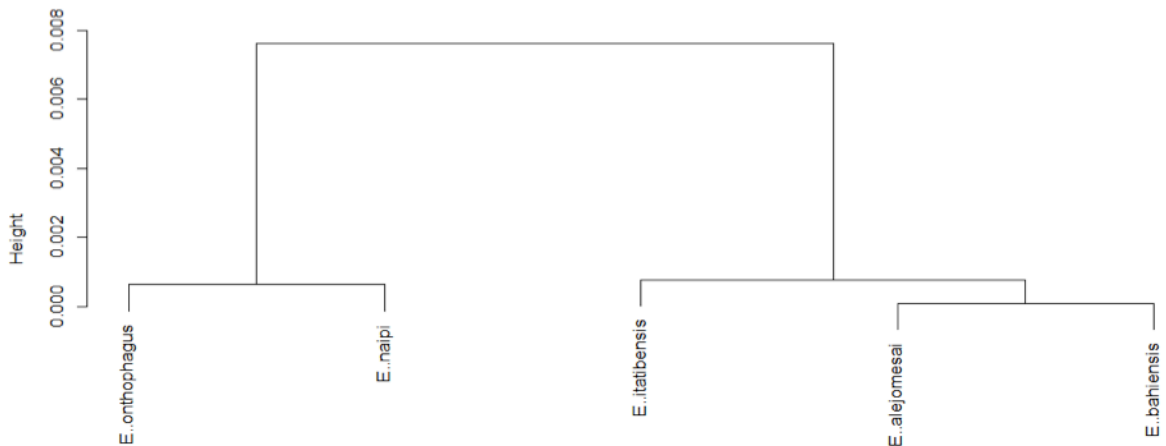 0.008
0.006
0.004
0.002
0.000
Height
E..onthophagus
E..naipi
E..itatibensis
E..alejomesai
E..bahiensis